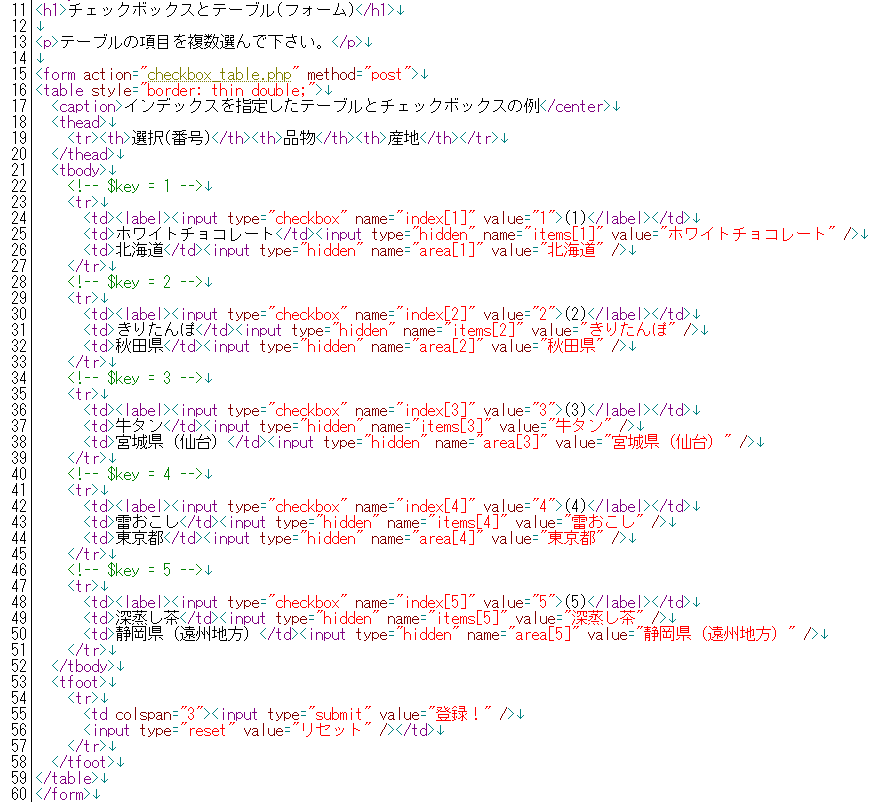 11 <h1>チェックボックスとテーブル(フォーム)</h1>↓
12 ↓
13 <p>テーブルの項目を複数選んで下さい。</p>↓
14 ↓
15 <form action="checkbox_table.php" method="post">↓
16 <table style="border: thin double;">↓
17   <caption>インデックスを指定したテーブルとチェックボックスの例</center>↓
18   <thead>↓
19     <tr><th>選択(番号)</th><th>品物</th><th>産地</th></tr>↓
20   </thead>↓
21   <tbody>↓
22     <!-- $key = 1 -->↓
23     <tr>↓
24       <td><label><input type="checkbox" name="index[1]" value="1">(1)</label></td>↓
25       <td>ホワイトチョコレート</td><input type="hidden" name="items[1]" value="ホワイトチョコレート" />↓
26       <td>北海道</td><input type="hidden" name="area[1]" value="北海道" />↓
27     </tr>↓
28     <!-- $key = 2 -->↓
29     <tr>↓
30       <td><label><input type="checkbox" name="index[2]" value="2">(2)</label></td>↓
31       <td>きりたんぽ</td><input type="hidden" name="items[2]" value="きりたんぽ" />↓
32       <td>秋田県</td><input type="hidden" name="area[2]" value="秋田県" />↓
33     </tr>↓
34     <!-- $key = 3 -->↓
35     <tr>↓
36       <td><label><input type="checkbox" name="index[3]" value="3">(3)</label></td>↓
37       <td>牛タン</td><input type="hidden" name="items[3]" value="牛タン" />↓
38       <td>宮城県（仙台）</td><input type="hidden" name="area[3]" value="宮城県（仙台）" />↓
39     </tr>↓
40     <!-- $key = 4 -->↓
41     <tr>↓
42       <td><label><input type="checkbox" name="index[4]" value="4">(4)</label></td>↓
43       <td>雷おこし</td><input type="hidden" name="items[4]" value="雷おこし" />↓
44       <td>東京都</td><input type="hidden" name="area[4]" value="東京都" />↓
45     </tr>↓
46     <!-- $key = 5 -->↓
47     <tr>↓
48       <td><label><input type="checkbox" name="index[5]" value="5">(5)</label></td>↓
49       <td>深蒸し茶</td><input type="hidden" name="items[5]" value="深蒸し茶" />↓
50       <td>静岡県（遠州地方）</td><input type="hidden" name="area[5]" value="静岡県（遠州地方）" />↓
51     </tr>↓
52   </tbody>↓
53   <tfoot>↓
54     <tr>↓
55       <td colspan="3"><input type="submit" value="登録！" />↓
56       <input type="reset" value="リセット" /></td>↓
57     </tr>↓
58   </tfoot>↓
59 </table>↓
60 </form>↓